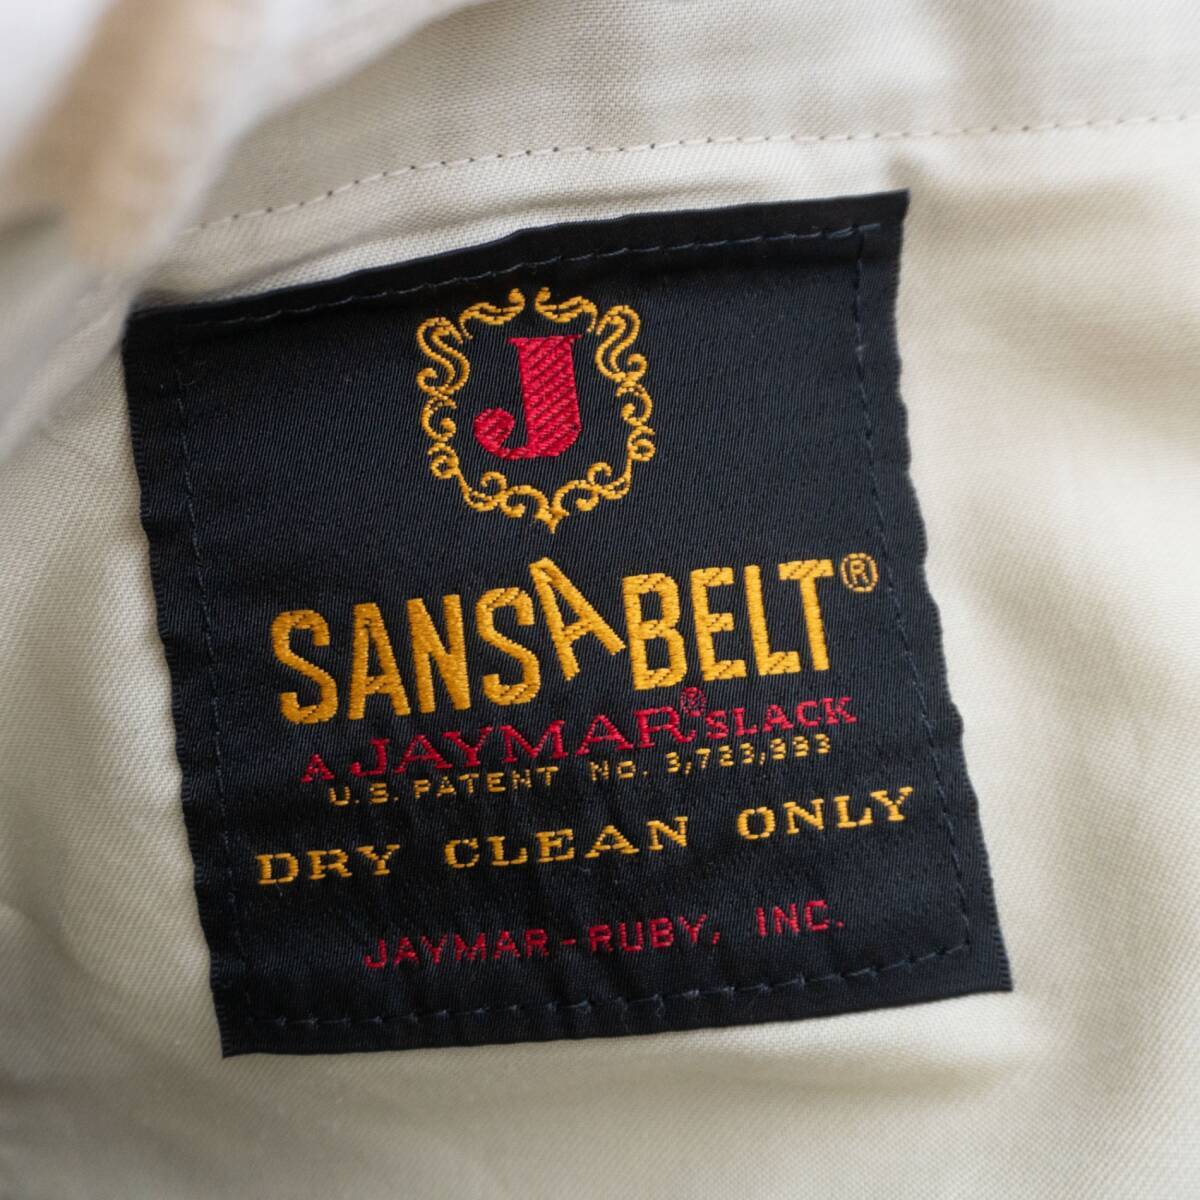 J
SANSABELT®
A JAYMAR® SLACK
U.S. PATENT No. 3,723,993
DRY CLEAN ONLY
JAYMAR-RUBY, INC.